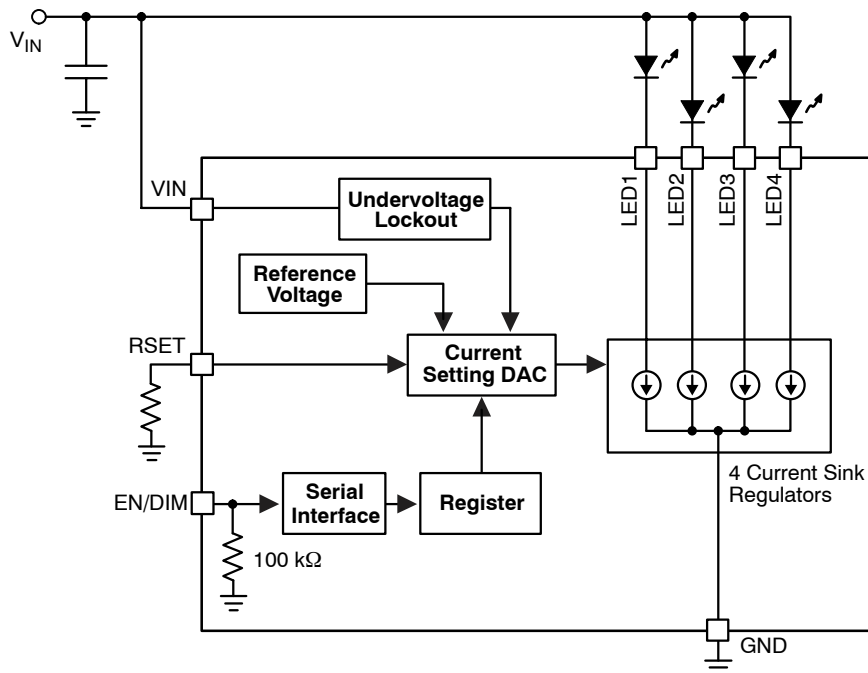 VIN
VIN
Undervoltage
Lockout
LED1
LED2
LED3
LED4
Reference
Voltage
RSET
Current
Setting DAC
4 Current Sink
Regulators
EN/DIM
Serial
Interface
Register
100 kΩ
GND